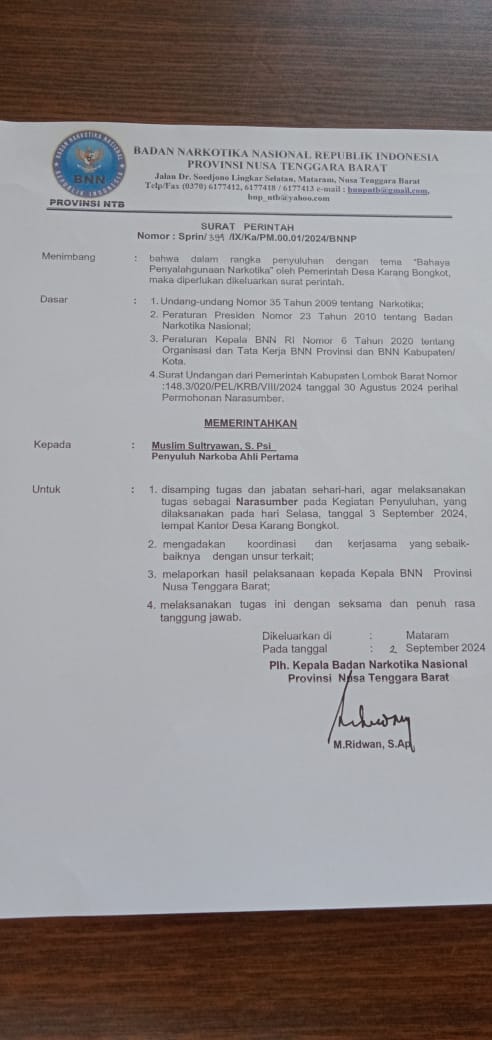 BADAN NARKOTIKA NASIONAL REPUBLIK INDONESIA
PROVINSI NUSA TENGGARA BARAT
Jalan Dr. Soedjono Lingkar Selatan, Mataram, Nusa Tenggara Barat
Telp/Fax (0370) 6177412, 6177418 / 6177413 e-mail : bnnpntb@gmail.com,
bnp_ntb@yahoo.com
BADAN NARKOTIKA NASIONAL
REPUBLIK INDONESIA
BNN
PROVINSI NTB
SURAT PERINTAH
Nomor : Sprin/ 394 /IX/Ka/PM.00.01/2024/BNNP
Menimbang : bahwa dalam rangka penyuluhan dengan tema "Bahaya
Penyalahgunaan Narkotika" oleh Pemerintah Desa Karang Bongkot,
maka diperlukan dikeluarkan surat perintah.
Dasar : 1. Undang-undang Nomor 35 Tahun 2009 tentang Narkotika;
2. Peraturan Presiden Nomor 23 Tahun 2010 tentang Badan
Narkotika Nasional;
3. Peraturan Kepala BNN RI Nomor 6 Tahun 2020 tentang
Organisasi dan Tata Kerja BNN Provinsi dan BNN Kabupaten/
Kota.
4. Surat Undangan dari Pemerintah Kabupaten Lombok Barat Nomor
:148.3/020/PEL/KRB/VIII/2024 tanggal 30 Agustus 2024 perihal
Permohonan Narasumber.
MEMERINTAHKAN
Kepada : Muslim Sultryawan, S. Psi
Penyuluh Narkoba Ahli Pertama
Untuk : 1. disamping tugas dan jabatan sehari-hari, agar melaksanakan
tugas sebagai Narasumber pada Kegiatan Penyuluhan, yang
dilaksanakan pada hari Selasa, tanggal 3 September 2024,
tempat Kantor Desa Karang Bongkol.
2. mengadakan koordinasi dan kerjasama yang sebaik-
baiknya dengan unsur terkait;
3. melaporkan hasil pelaksanaan kepada Kepala BNN Provinsi
Nusa Tenggara Barat;
4. melaksanakan tugas ini dengan seksama dan penuh rasa
tanggung jawab.
Dikeluarkan di : Mataram
Pada tanggal : 2 September 2024
Plh. Kepala Badan Narkotika Nasional
Provinsi Nusa Tenggara Barat
M.Ridwan, S.Ap